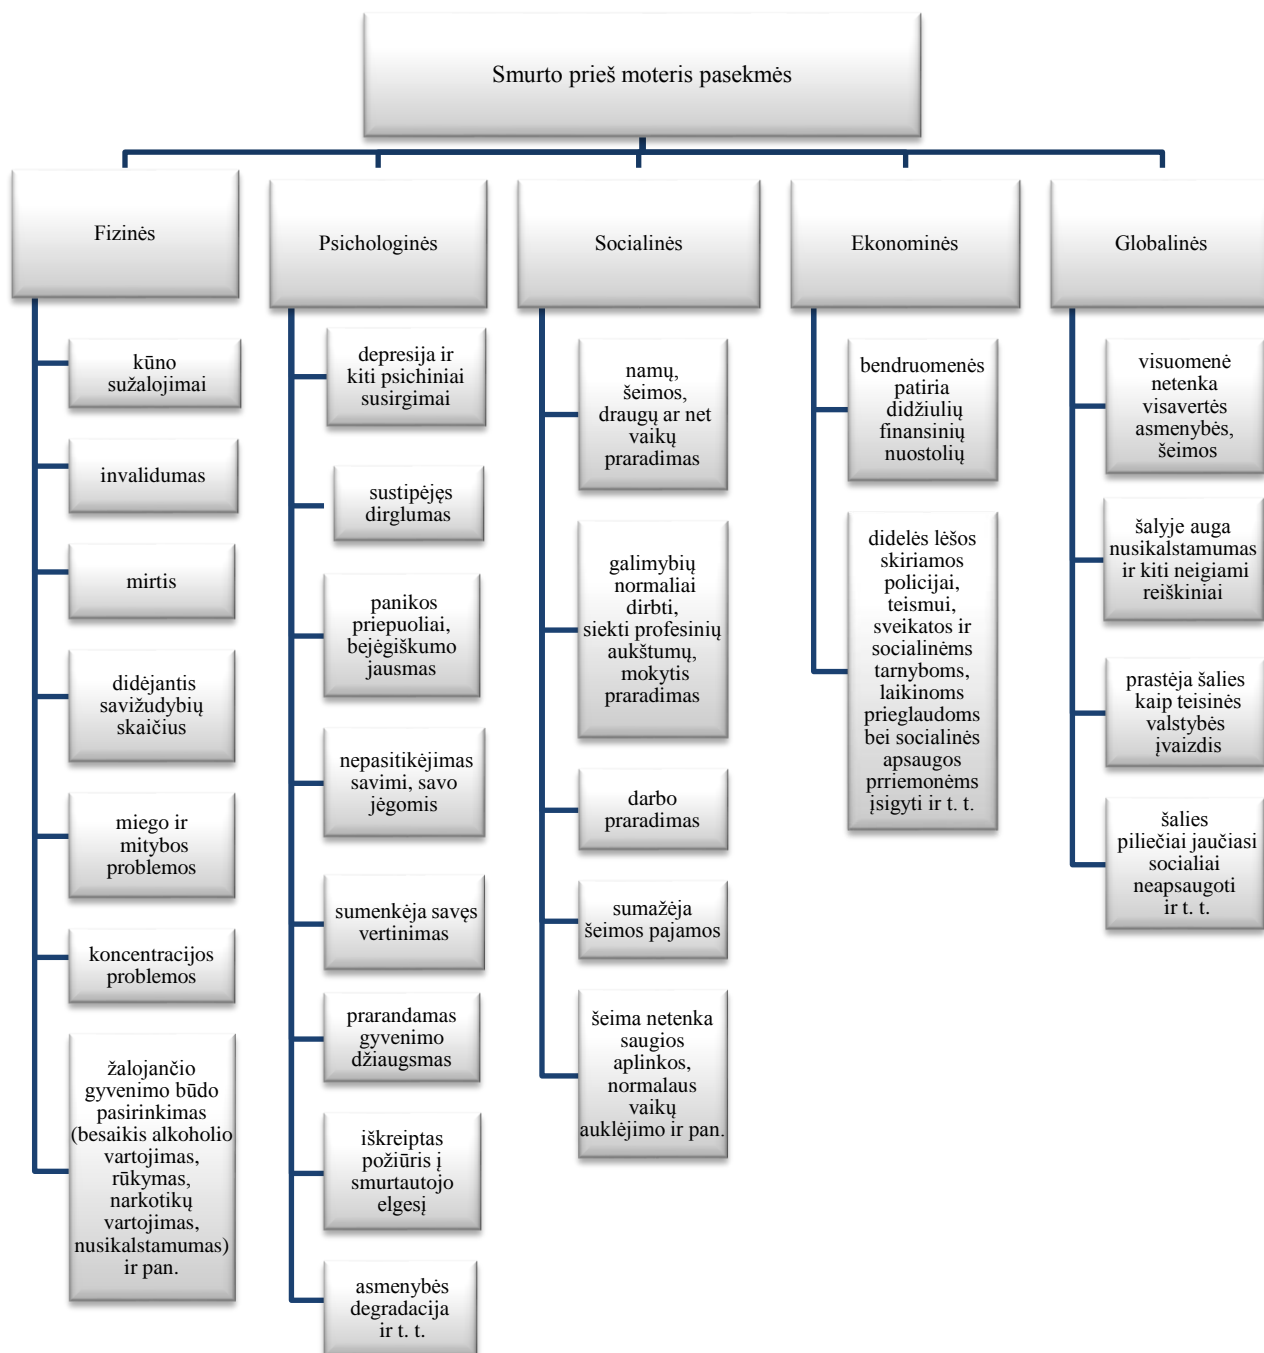 Smurto prieš moteris pasekmės
Fizinės
kūno
sužalojimai
invalidumas
mirtis
didėjantis
savižudybių
skaičius
miego ir
mitybos
problemos
koncentracijos
problemos
žalojančio
gyvenimo būdo
pasirinkimas
(besaikis alkoholio
vartojimas,
rūkymas,
narkotikų
vartojimas,
nusikalstamumas)
ir pan.
Psichologinės
depresija ir
kiti psichiniai
susirgimai
sustipėjęs
dirglumas
panikos
priepuoliai,
bejėgiškumo
jausmas
nepasitikėjimas
savimi, savo
jėgomis
sumenkėja savęs
vertinimas
prarandamas
gyvenimo
džiaugsmas
iškreiptas
požiūris į
smurtautojo
elgesį
asmenybės
degradacija
ir t. t.
Socialinės
namų,
šeimos,
draugų ar net
vaikų
praradimas
galimybių
normaliai
dirbti,
siekti profesinių
aukštumų,
mokytis
praradimas
darbo
praradimas
sumažėja
šeimos pajamos
šeima netenka
saugios
aplinkos,
normalaus
vaikų
auklėjimo ir pan.
Ekonominės
bendruomenės
patiria
didžiulių
finansinių
nuostolių
didelės lėšos
skiriamos
policijai,
teismui,
sveikatos ir
socialinėms
tarnyboms,
laikinoms
prieglaudoms
bei socialinės
apsaugos
prriemonėms
įsigyti ir t. t.
Globalinės
visuomenė
netenka
visavertės
asmenybės,
šeimos
šalyje auga
nusikalstamumas
ir kiti neigiami
reiškiniai
prastėja šalies
kaip teisinės
valstybės
įvaizdis
šalies
piliečiai jaučiasi
socialiai
neapsaugoti
ir t. t.